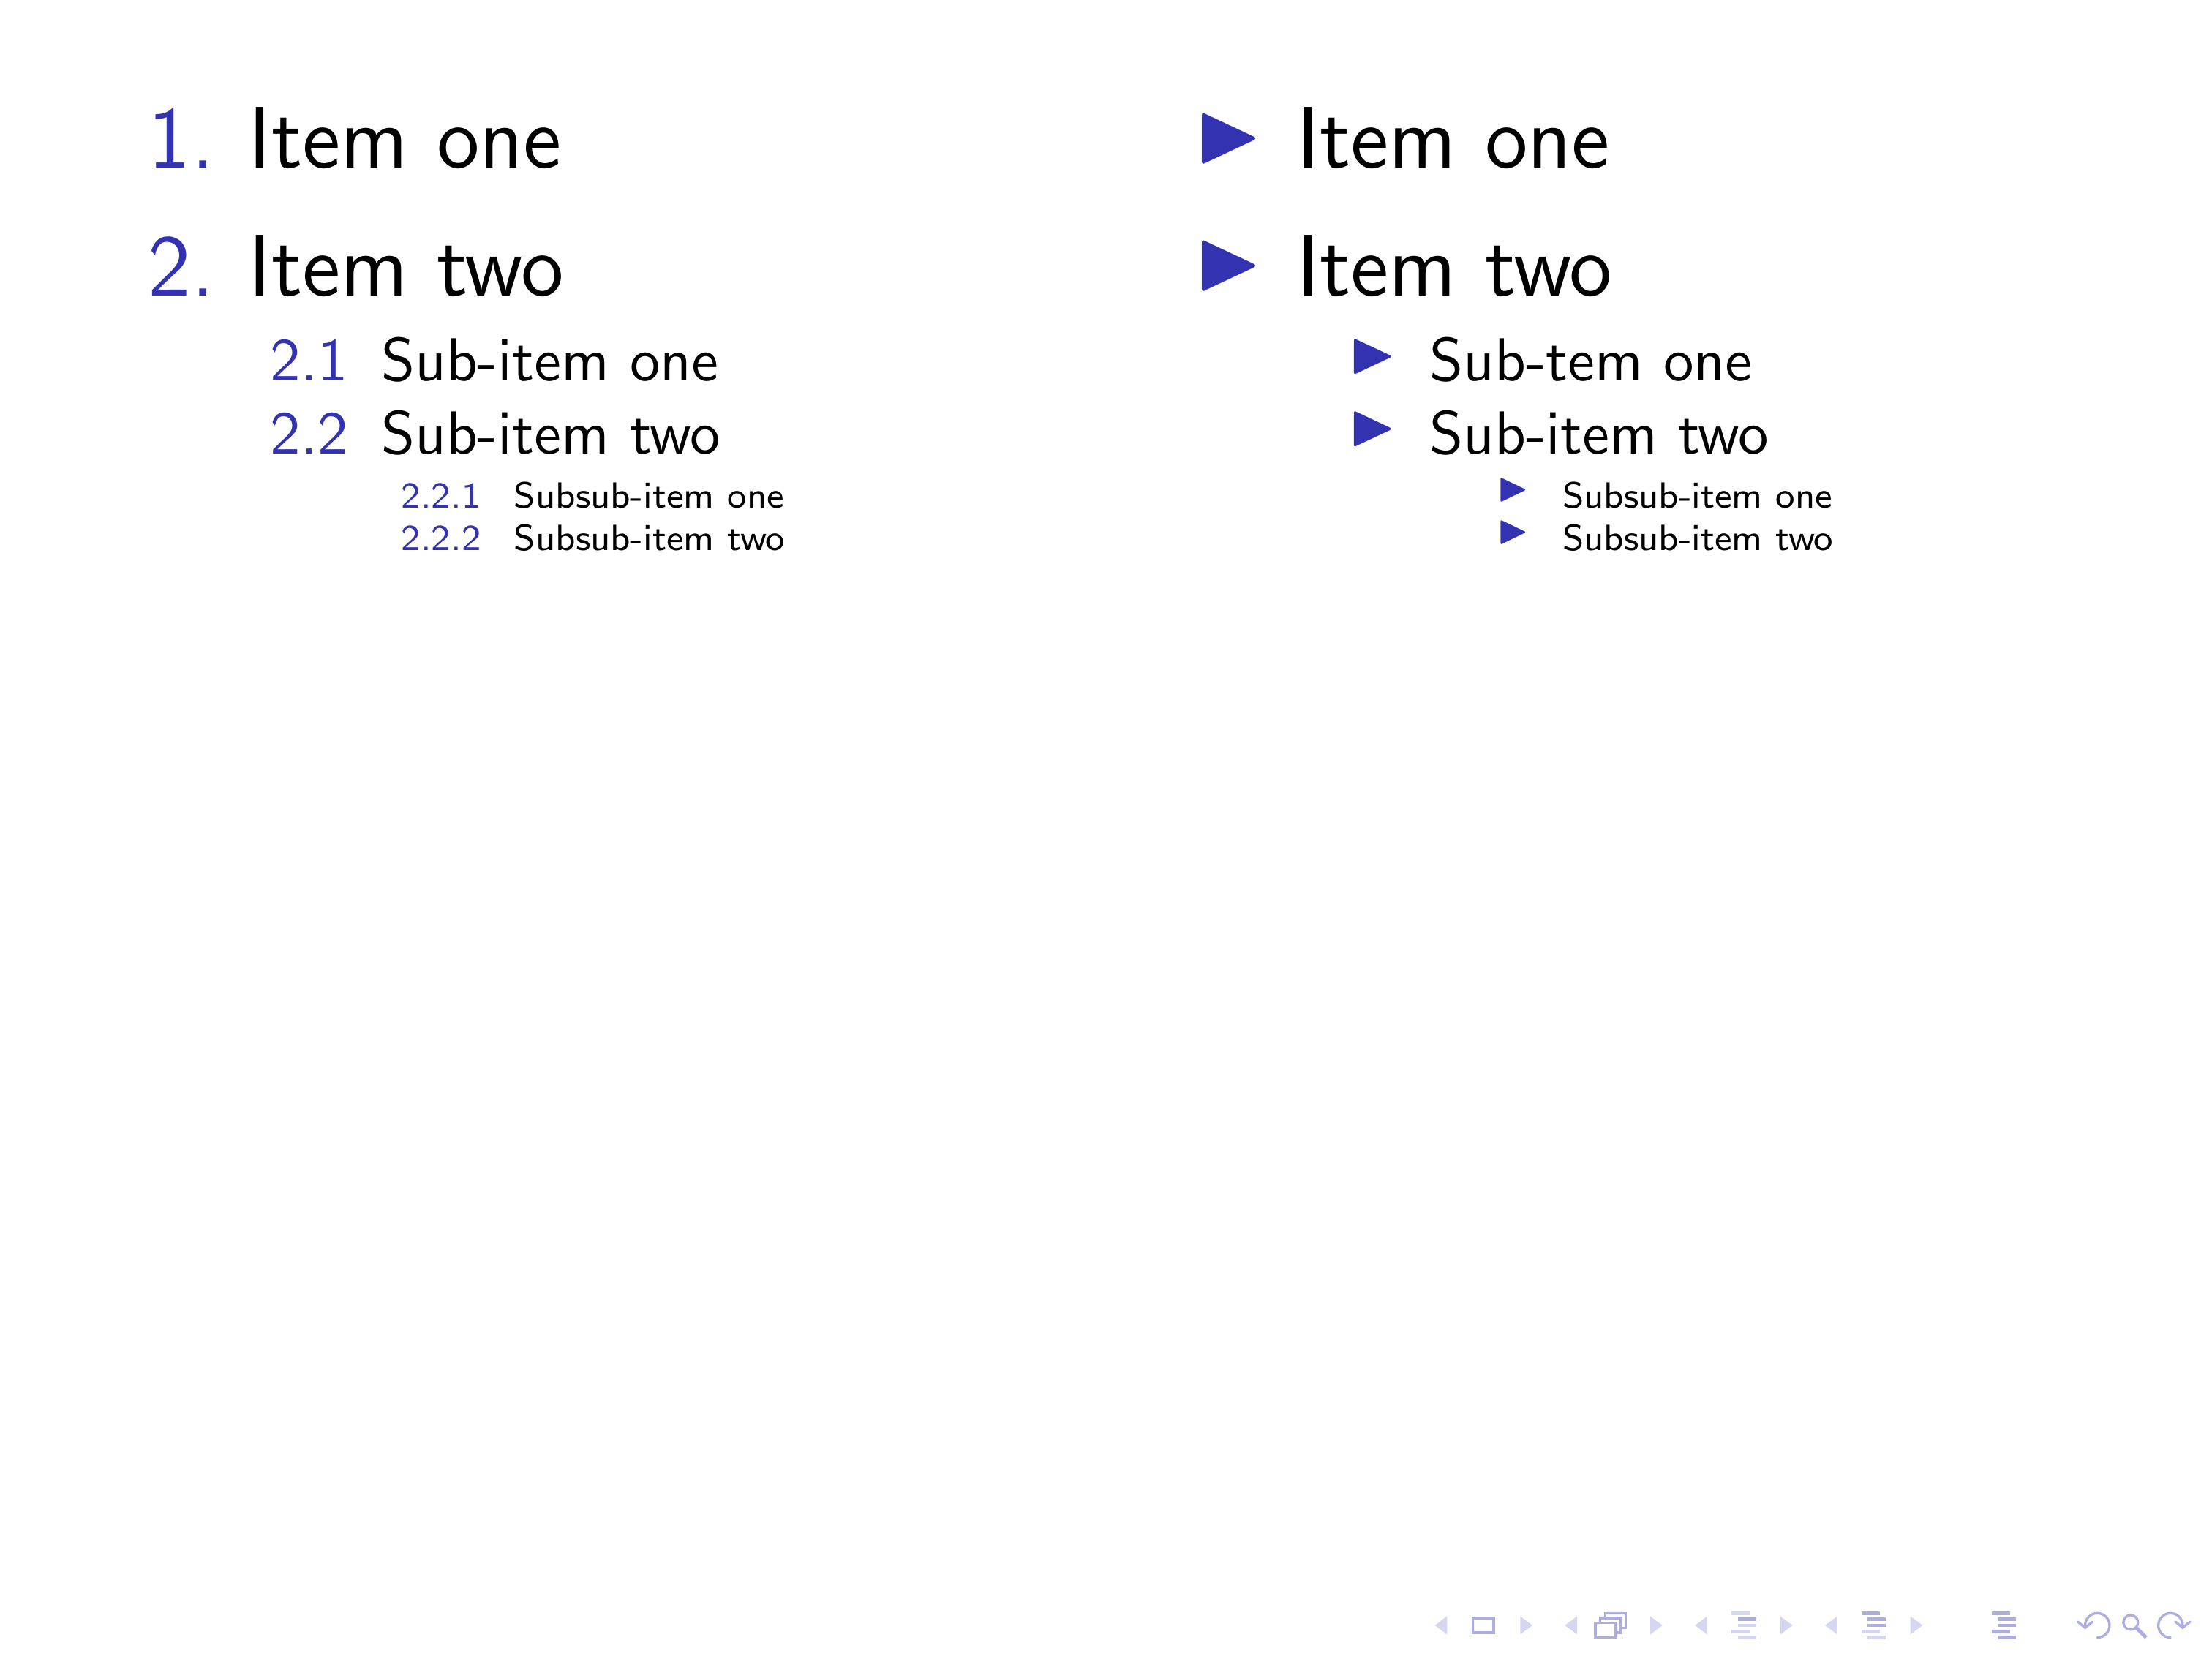 1. Item one
2. Item two
2.1 Sub-item one
2.2 Sub-item two
2.2.1 Subsub-item one
2.2.2 Subsub-item two
Item one
Item two
Sub-tem one
Sub-item two
Subsub-item one
Subsub-item two